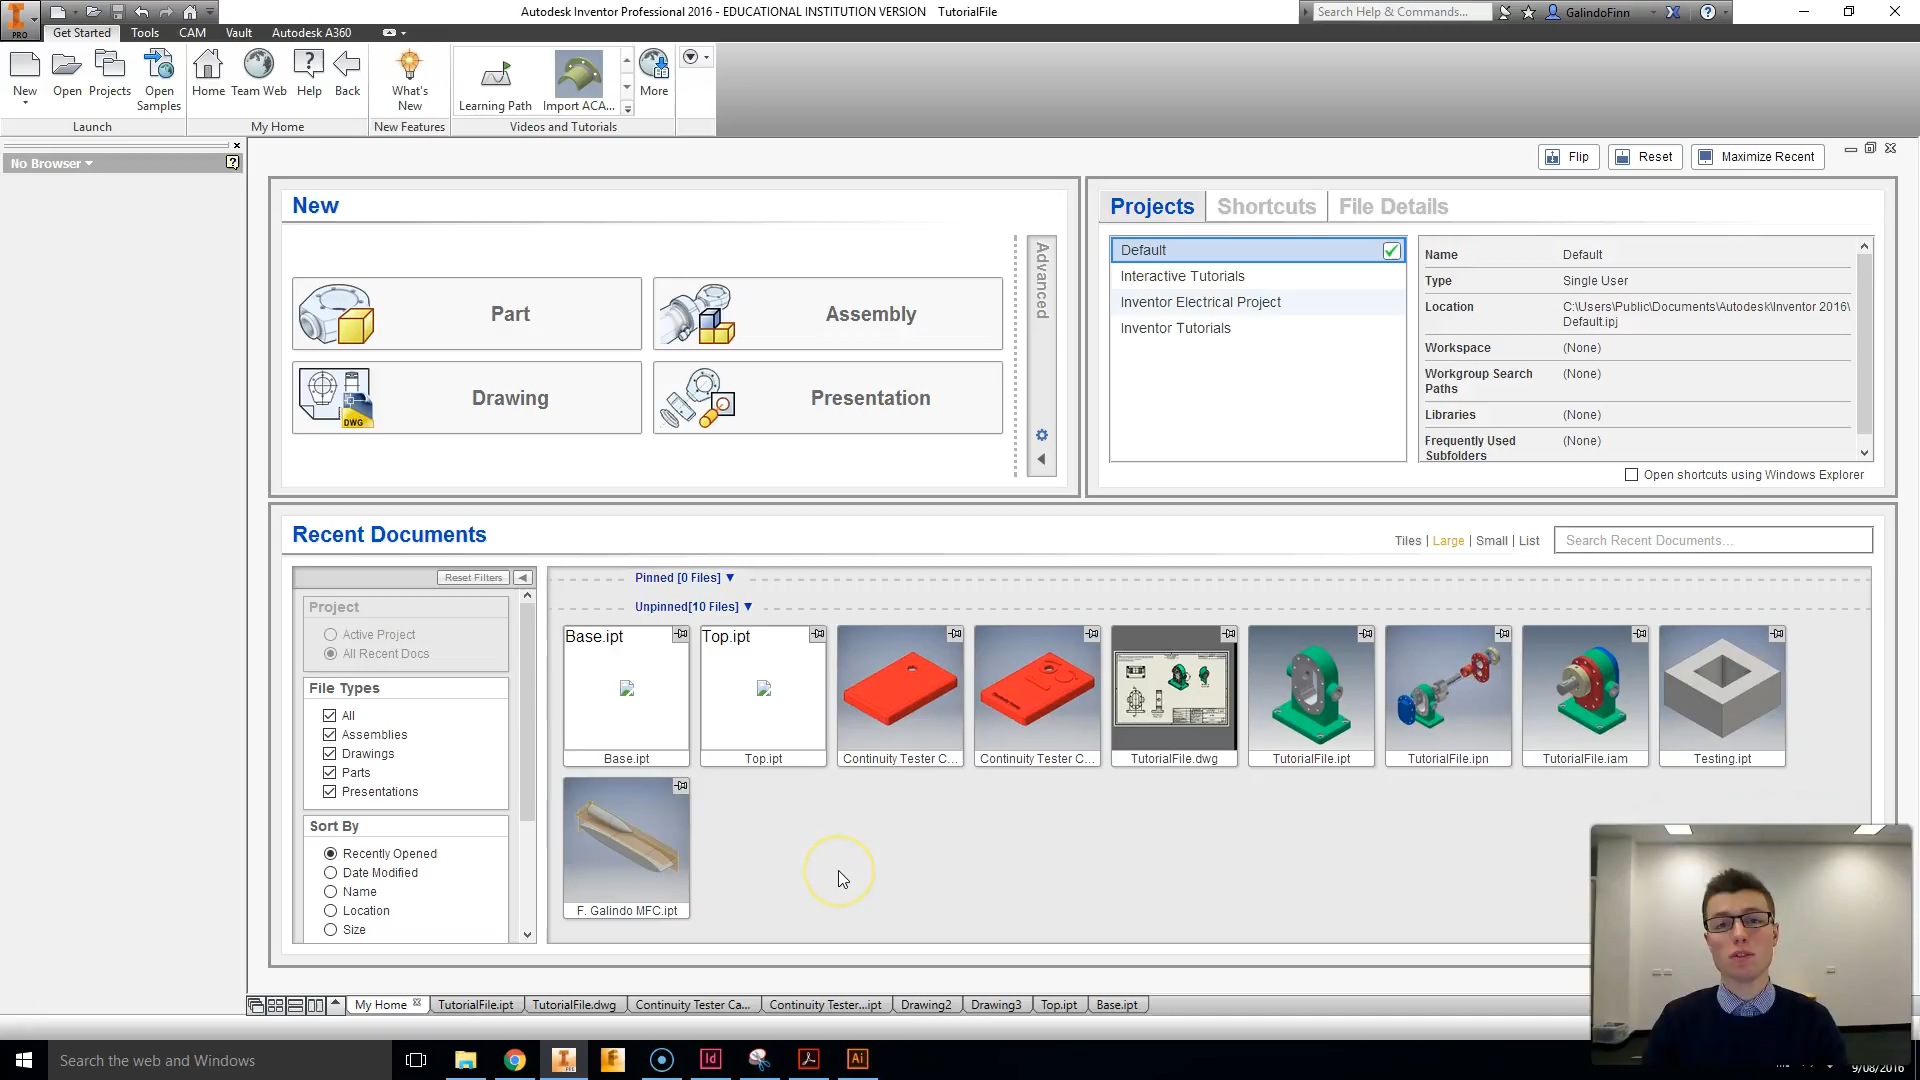 Autodesk Inventor Professional 2016 - EDUCATIONAL INSTITUTION VERSION TutorialFile
Search Help & Commands...
GalindoFinn
PRO
Get Started Tools CAM Vault Autodesk A360
New Open Projects Open Samples Home Team Web Help Back What's New Learning Path Import ACA... More
Launch My Home New Features Videos and Tutorials
No Browser
Flip Reset Maximize Recent
New
Part Assembly
Drawing Presentation
DWG
Advanced
Projects Shortcuts File Details
Default
Interactive Tutorials
Inventor Electrical Project
Inventor Tutorials
Name Default
Type Single User
Location C:\Users\Public\Documents\Autodesk\Inventor 2016\
Default.ipj
Workspace (None)
Workgroup Search Paths (None)
Libraries (None)
Frequently Used Subfolders (None)
Open shortcuts using Windows Explorer
Recent Documents
Tiles | Large | Small | List
Search Recent Documents...
Reset Filters
Project
Active Project
All Recent Docs
File Types
All
Assemblies
Drawings
Parts
Presentations
Sort By
Recently Opened
Date Modified
Name
Location
Size
Pinned [0 Files]
Unpinned[10 Files]
Base.ipt Top.ipt
Base.ipt Top.ipt Continuity Tester C... Continuity Tester C... TutorialFile.dwg TutorialFile.ipt TutorialFile.ipn TutorialFile.iam Testing.ipt
F. Galindo MFC.ipt
My Home TutorialFile.ipt TutorialFile.dwg Continuity Tester Ca... Continuity Tester...ipt Drawing2 Drawing3 Top.ipt Base.ipt
Search the web and Windows
Id
Ai
9/08/2016